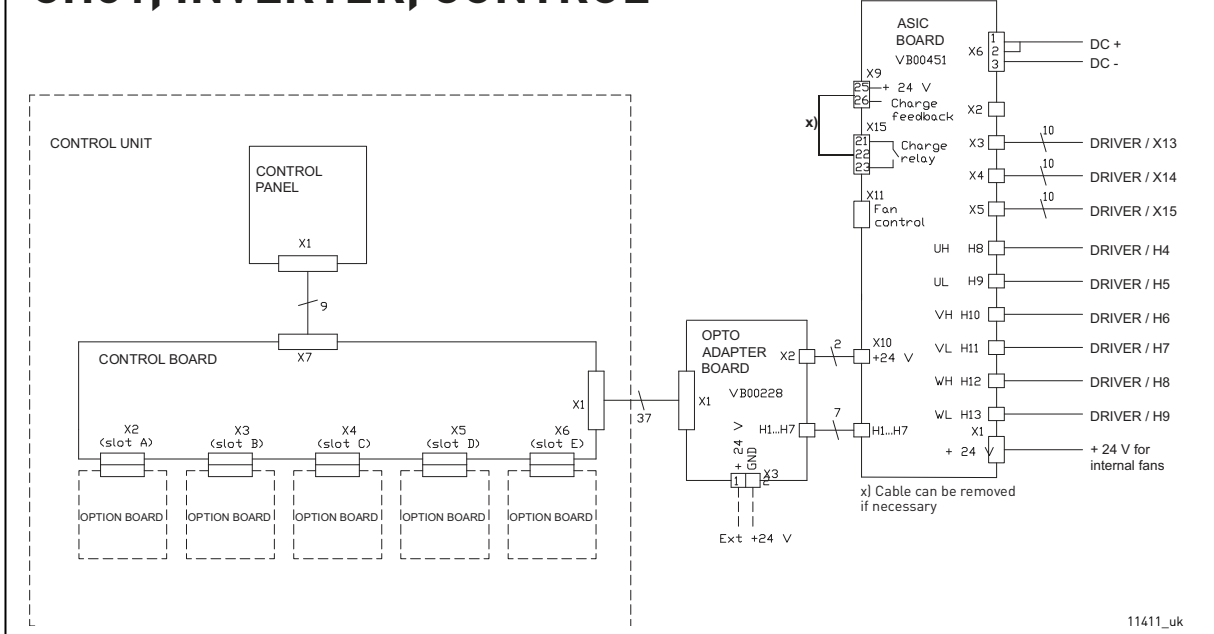 CONTROL UNIT
CONTROL
PANEL
X1
9
X7
CONTROL BOARD
X1
37
X2
(slot A)
X3
(slot B)
X4
(slot C)
X5
(slot D)
X6
(slot E)
OPTION BOARD
OPTION BOARD
OPTION BOARD
OPTION BOARD
OPTION BOARD
OPTO
ADAPTER
BOARD
VB00228
X1
X2
2
H1...H7
7
+ 24 V
GND
X3
1 2
Ext +24 V
ASIC
BOARD
VB00451
X6
1
2
3
DC +
DC -
X9
25 + 24 V
26 Charge
feedback
x)
X15
21
22
23
Charge
relay
X11
Fan
control
X10
+24 V
H1...H7
X2
X3
10
DRIVER / X13
X4
10
DRIVER / X14
X5
10
DRIVER / X15
UH H8
DRIVER / H4
UL H9
DRIVER / H5
VH H10
DRIVER / H6
VL H11
DRIVER / H7
WH H12
DRIVER / H8
WL H13
DRIVER / H9
X1
+ 24 V
+ 24 V for
internal fans
x) Cable can be removed
if necessary
11411_uk